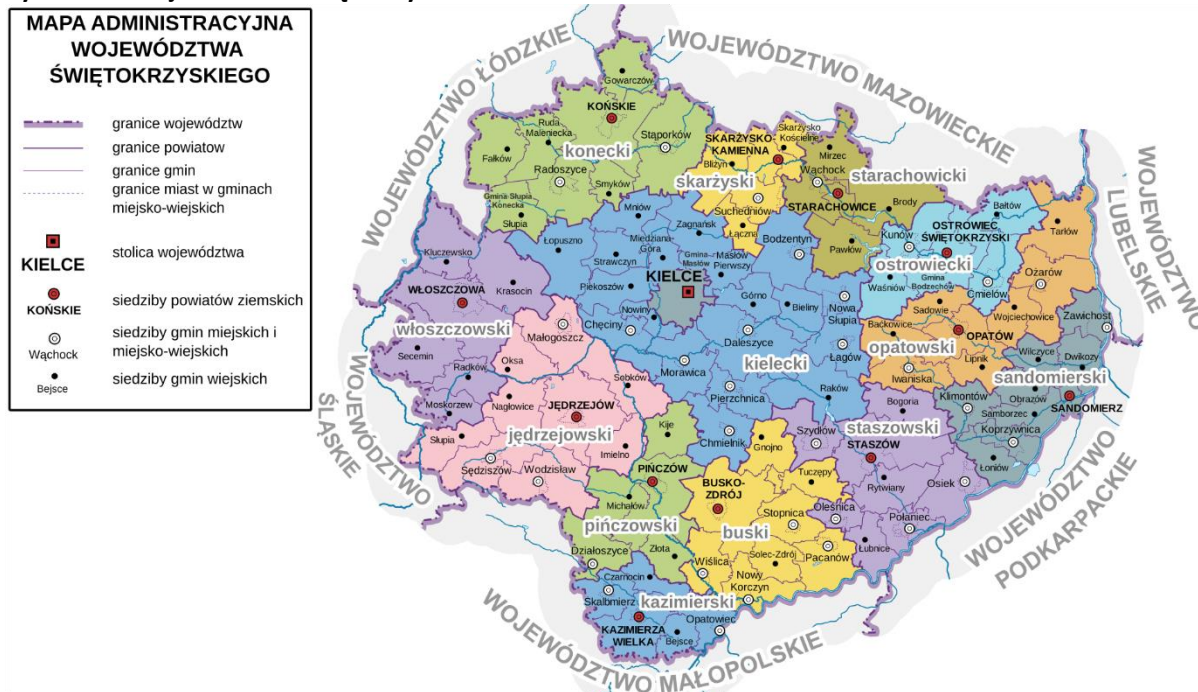 MAPA ADMINISTRACYJNA
WOJEWÓDZTWA
ŚWIĘTOKRZYSKIEGO
granice województw
granice powiatow
granice gmin
granice miast w gminach
miejsko-wiejskich
KIELCE
stolica województwa
KOŃSKIE
siedziby powiatów ziemskich
Wąchock
siedziby gmin miejskich i
miejsko-wiejskich
Bejsce
siedziby gmin wiejskich
WOJEWÓDZTWO ŁÓDZKIE
WOJEWÓDZTWO MAZOWIECKIE
WOJEWÓDZTWO
LUBELSKIE
WOJEWÓDZTWO
PODKARPACKIE
WOJEWÓDZTWO MAŁOPOLSKIE
WOJEWÓDZTWO
ŚLĄSKIE
Gowarczów
KOŃSKIE
Ruda
Maleniecka
Stąporków
konecki
Fałków
Radoszyce
Smyków
Gmina Słupia
Konecka
Słupia
SKARŻYSKO-
KAMIENNA
Skarżysko
Kościelne
Bliżyn
skarżyski
Suchedniów
Łączna
Mirzec
Wąchock
starachowicki
STARACHOWICE
Brody
Pawłów
Bałtów
OSTROWIEC
ŚWIĘTOKRZYSKI
Kunów
ostrowiecki
Waśniów
Gmina
Bodzechów
Ćmielów
Tarłów
Ożarów
Sadowie
Wojciechowice
Baćkowice
OPATÓW
opatowski
Lipnik
Iwaniska
Zawichost
Wilczyce
Dwikozy
sandomierski
Klimontów
Obrazów
SANDOMIERZ
Samborzec
Koprzywnica
Łoniów
Mniów
Zagnańsk
Bodzentyn
Łopuszno
Miedziana-
Góra
Gmina
Masłów
Masłów
Pierwszy
Strawczyn
KIELCE
Piekoszów
Górno
Bieliny
Nowa
Słupia
Nowiny
Chęciny
Daleszyce
Łagów
kielecki
Morawica
Pierzchnica
Raków
Chmielnik
Kluczewsko
WŁOSZCZOWA
Krasocin
włoszczowski
Secemin
Radków
Moskorzew
Małogoszcz
Oksa
Sobków
Nagłowice
JĘDRZEJÓW
Słupia
jędrzejowski
Imielno
Sędziszów
Wodzisław
Kije
PIŃCZÓW
Michałów
pińczowski
Działoszyce
Złota
Gnojno
BUSKO-
ZDRÓJ
Tuczępy
Stopnica
buski
Solec-Zdrój
Pacanów
Wiślica
Nowy
Korczyn
Szydłów
Bogoria
staszowski
STASZÓW
Rytwiany
Osiek
Oleśnica
Połaniec
Łubnice
Czarnocin
Skalbmierz
kazimierski
KAZIMIERZA
WIELKA
Opatowiec
Bejsce